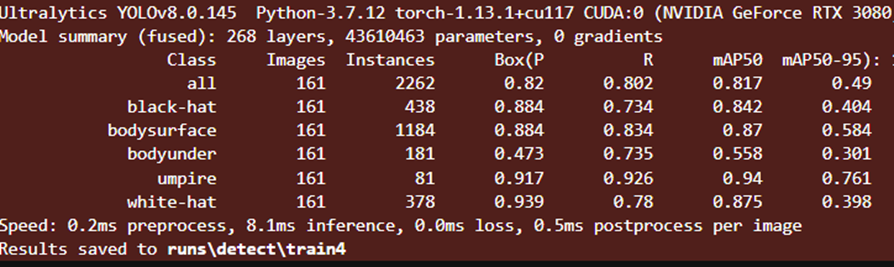 Ultralytics YOLOv8.0.145 Python-3.7.12 torch-1.13.1+cu117 CUDA:0 (NVIDIA GeForce RTX 3080
Model summary (fused): 268 layers, 43610463 parameters, 0 gradients
Class Images Instances Box(P R mAP50 mAP50-95):
all 161 2262 0.82 0.802 0.817 0.49
black-hat 161 438 0.884 0.734 0.842 0.404
bodysurface 161 1184 0.884 0.834 0.87 0.584
bodyunder 161 181 0.473 0.735 0.558 0.301
umpire 161 81 0.917 0.926 0.94 0.761
white-hat 161 378 0.939 0.78 0.875 0.398
Speed: 0.2ms preprocess, 8.1ms inference, 0.0ms loss, 0.5ms postprocess per image
Results saved to runs\detect\train4